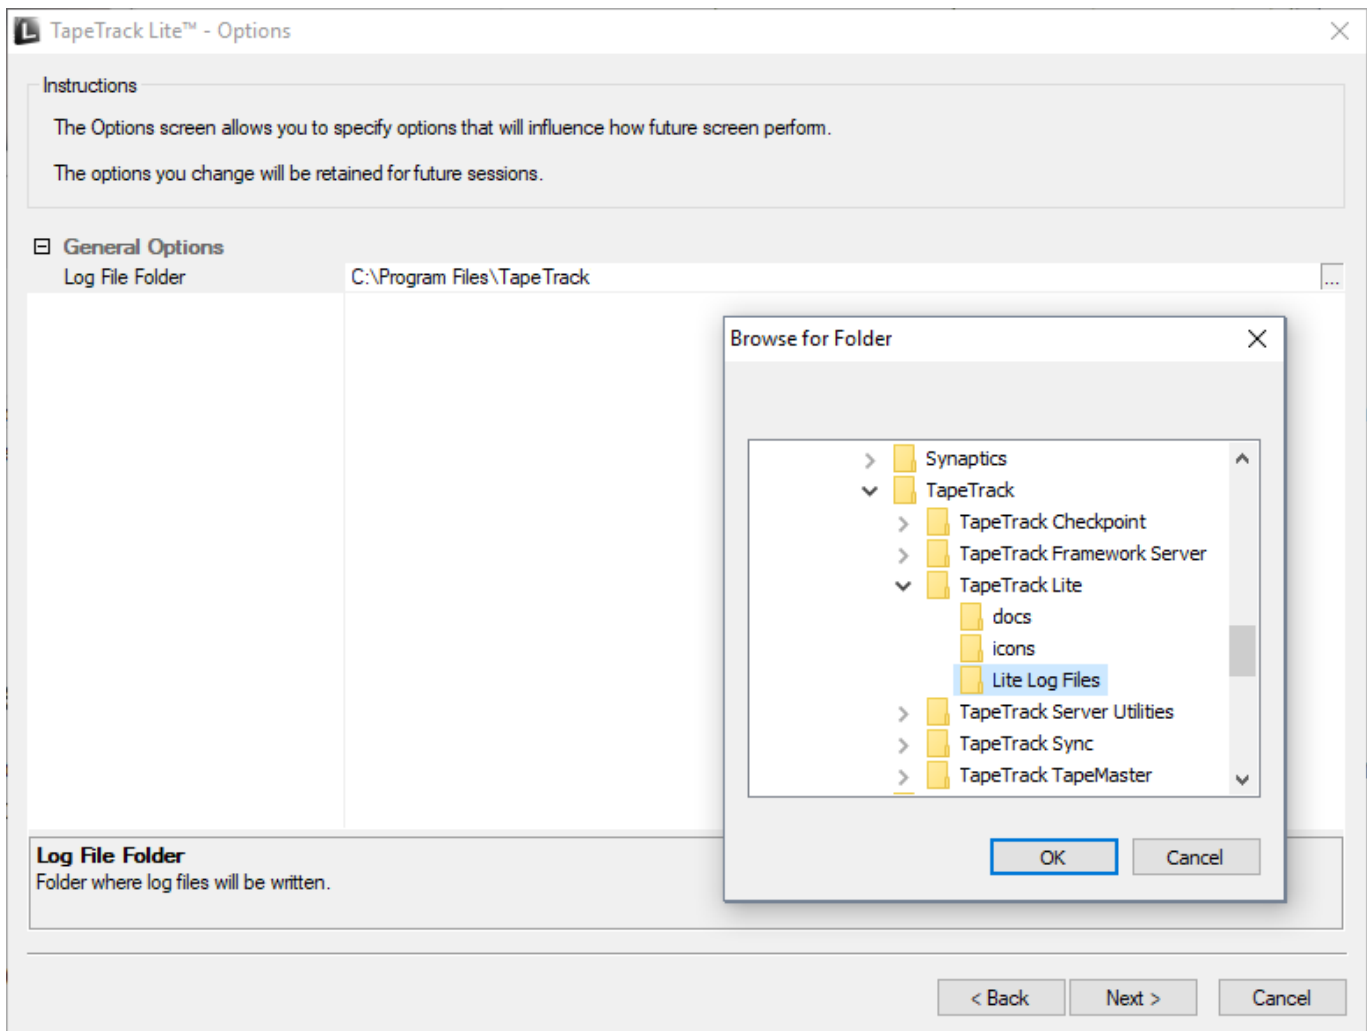 TapeTrack Lite™ - Options
Instructions
The Options screen allows you to specify options that will influence how future screen perform.
The options you change will be retained for future sessions.
General Options
Log File Folder
C:\Program Files\TapeTrack
...
Browse for Folder
Synaptics
TapeTrack
TapeTrack Checkpoint
TapeTrack Framework Server
TapeTrack Lite
docs
icons
Lite Log Files
TapeTrack Server Utilities
TapeTrack Sync
TapeTrack TapeMaster
OK
Cancel
Log File Folder
Folder where log files will be written.
< Back
Next >
Cancel